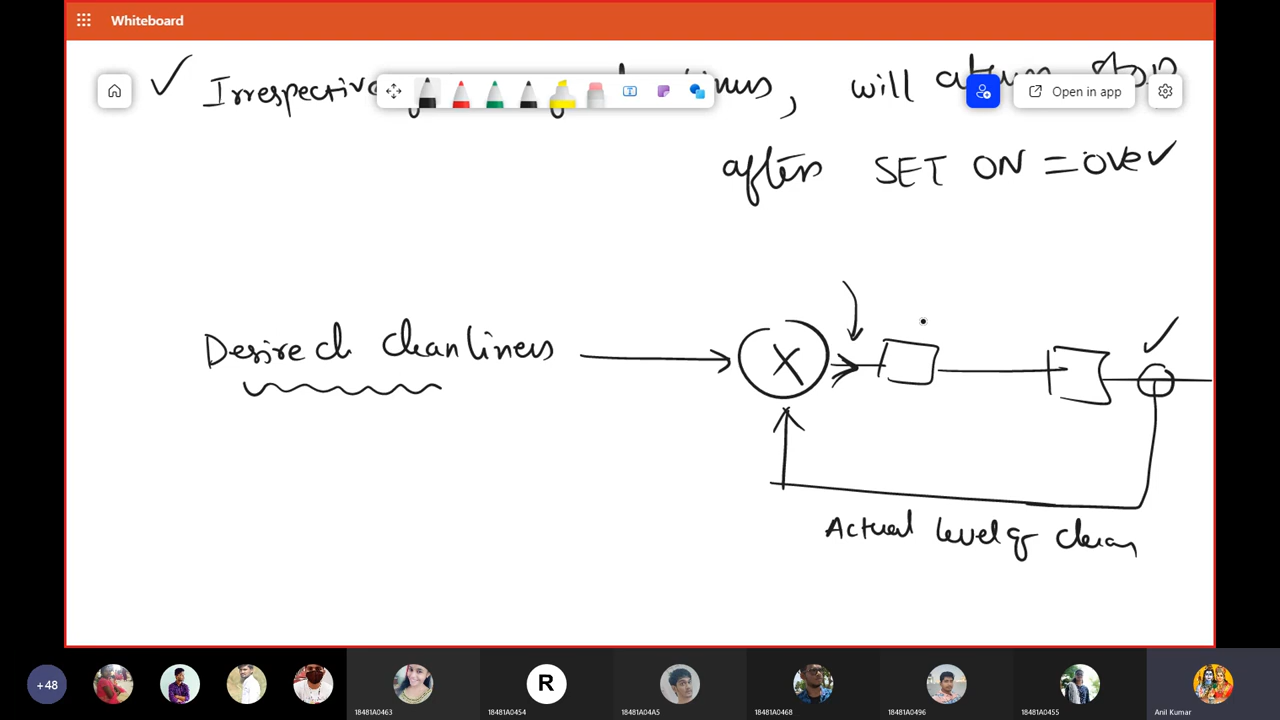 Whiteboard
Irrespective
will
Open in app
after SET ON = over
Desired cleanliness
X
Actual level of clean
+48
R
18481A0463
18481A0454
18481A04A5
18481A0468
18481A0496
18481A0455
Anil Kumar